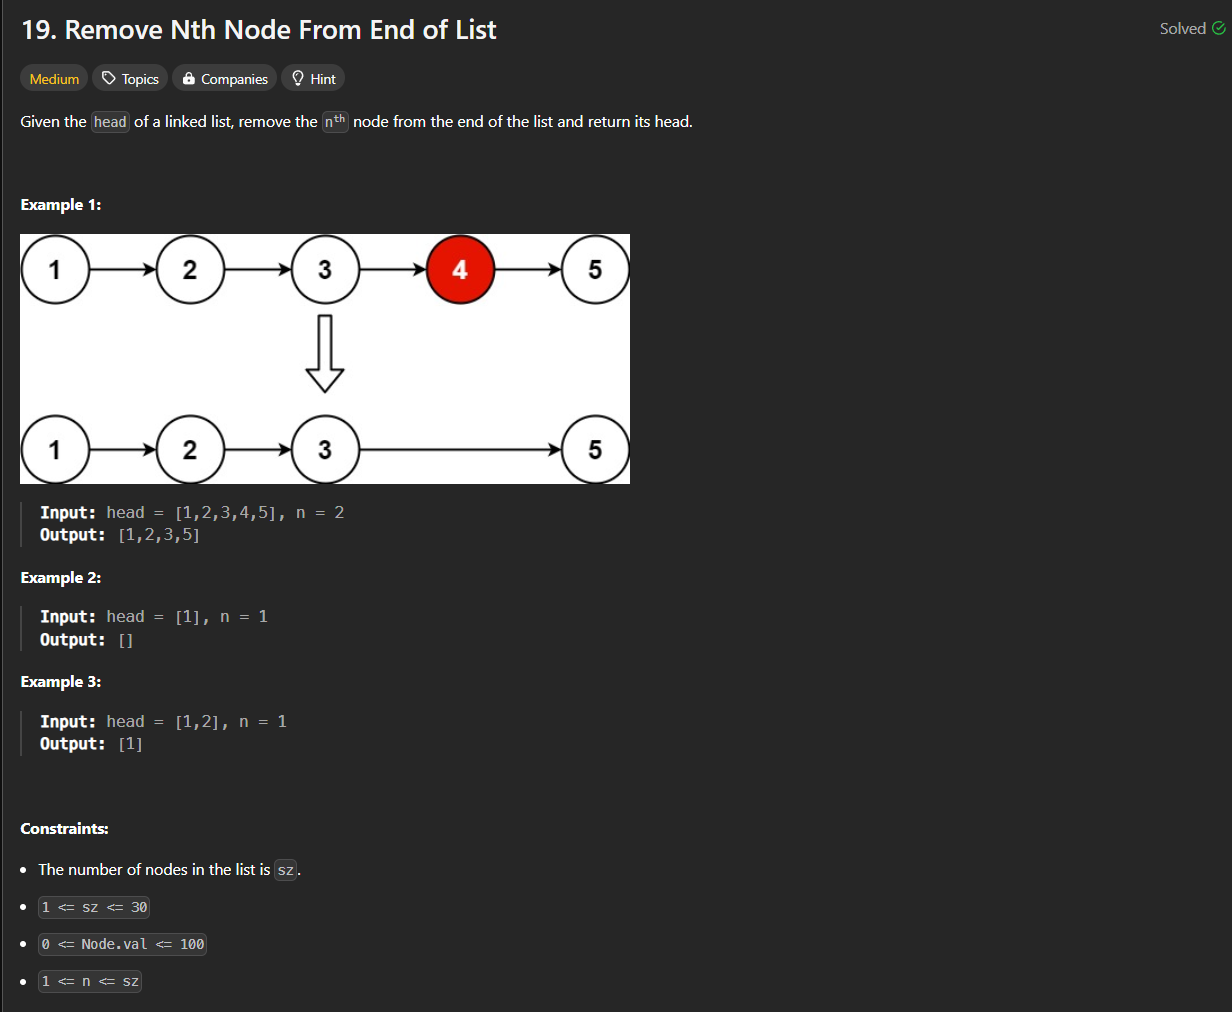 19. Remove Nth Node From End of List
Solved
Medium Topics Companies Hint
Given the head of a linked list, remove the nth node from the end of the list and return its head.
Example 1:
1 2 3 4 5
1 2 3 5
Input: head = [1,2,3,4,5], n = 2
Output: [1,2,3,5]
Example 2:
Input: head = [1], n = 1
Output: []
Example 3:
Input: head = [1,2], n = 1
Output: [1]
Constraints:
• The number of nodes in the list is sz.
• 1 <= sz <= 30
• 0 <= Node.val <= 100
• 1 <= n <= sz